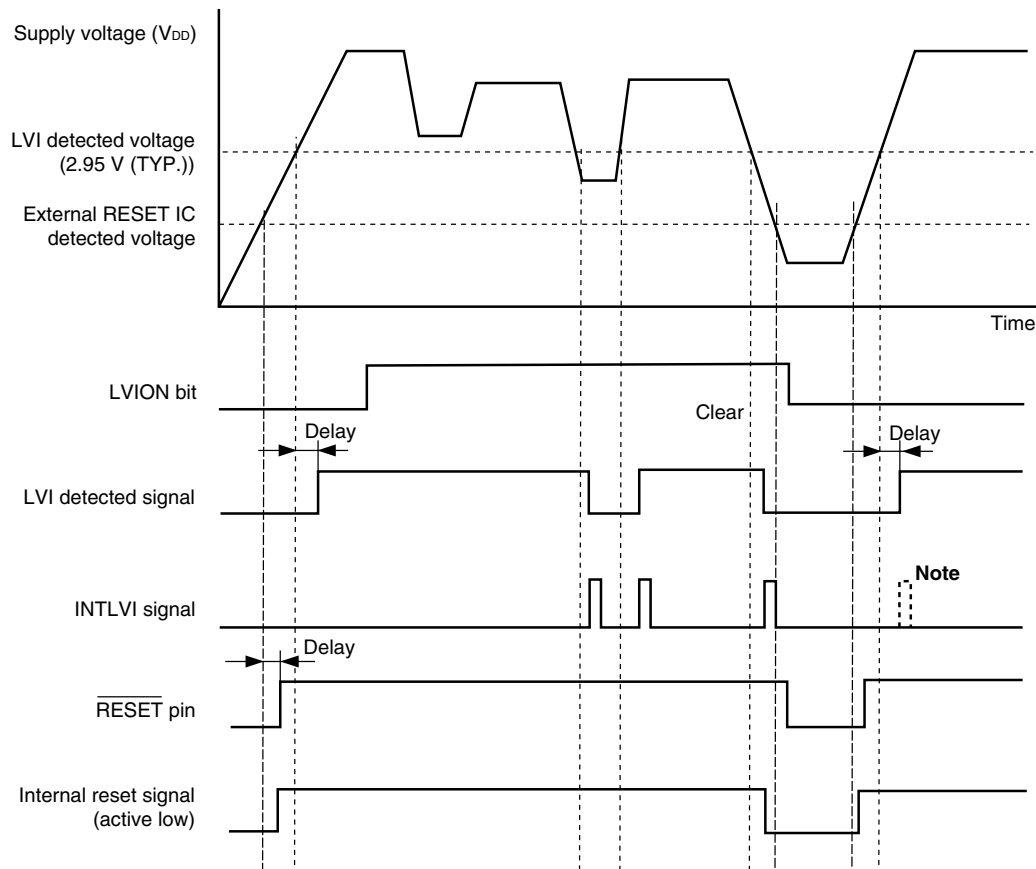 Supply voltage (VDD)
LVI detected voltage
(2.95 V (TYP.))
External RESET IC
detected voltage
Time
LVION bit
Clear
Delay
Delay
LVI detected signal
Note
INTLVI signal
Delay
RESET pin
Internal reset signal
(active low)